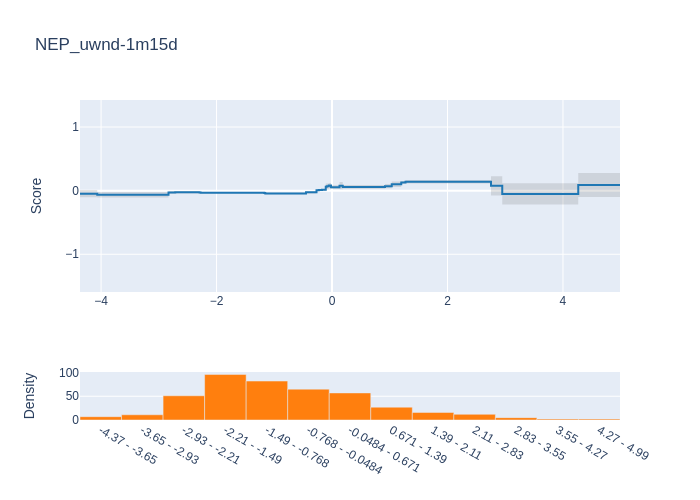 NEP_uwnd-1m15d
Score
1
0
−1
−4
−2
0
2
4
Density
100
50
0
-4.37 - -3.65
-3.65 - -2.93
-2.93 - -2.21
-2.21 - -1.49
-1.49 - -0.768
-0.768 - -0.0484
-0.0484 - 0.671
0.671 - 1.39
1.39 - 2.11
2.11 - 2.83
2.83 - 3.55
3.55 - 4.27
4.27 - 4.99